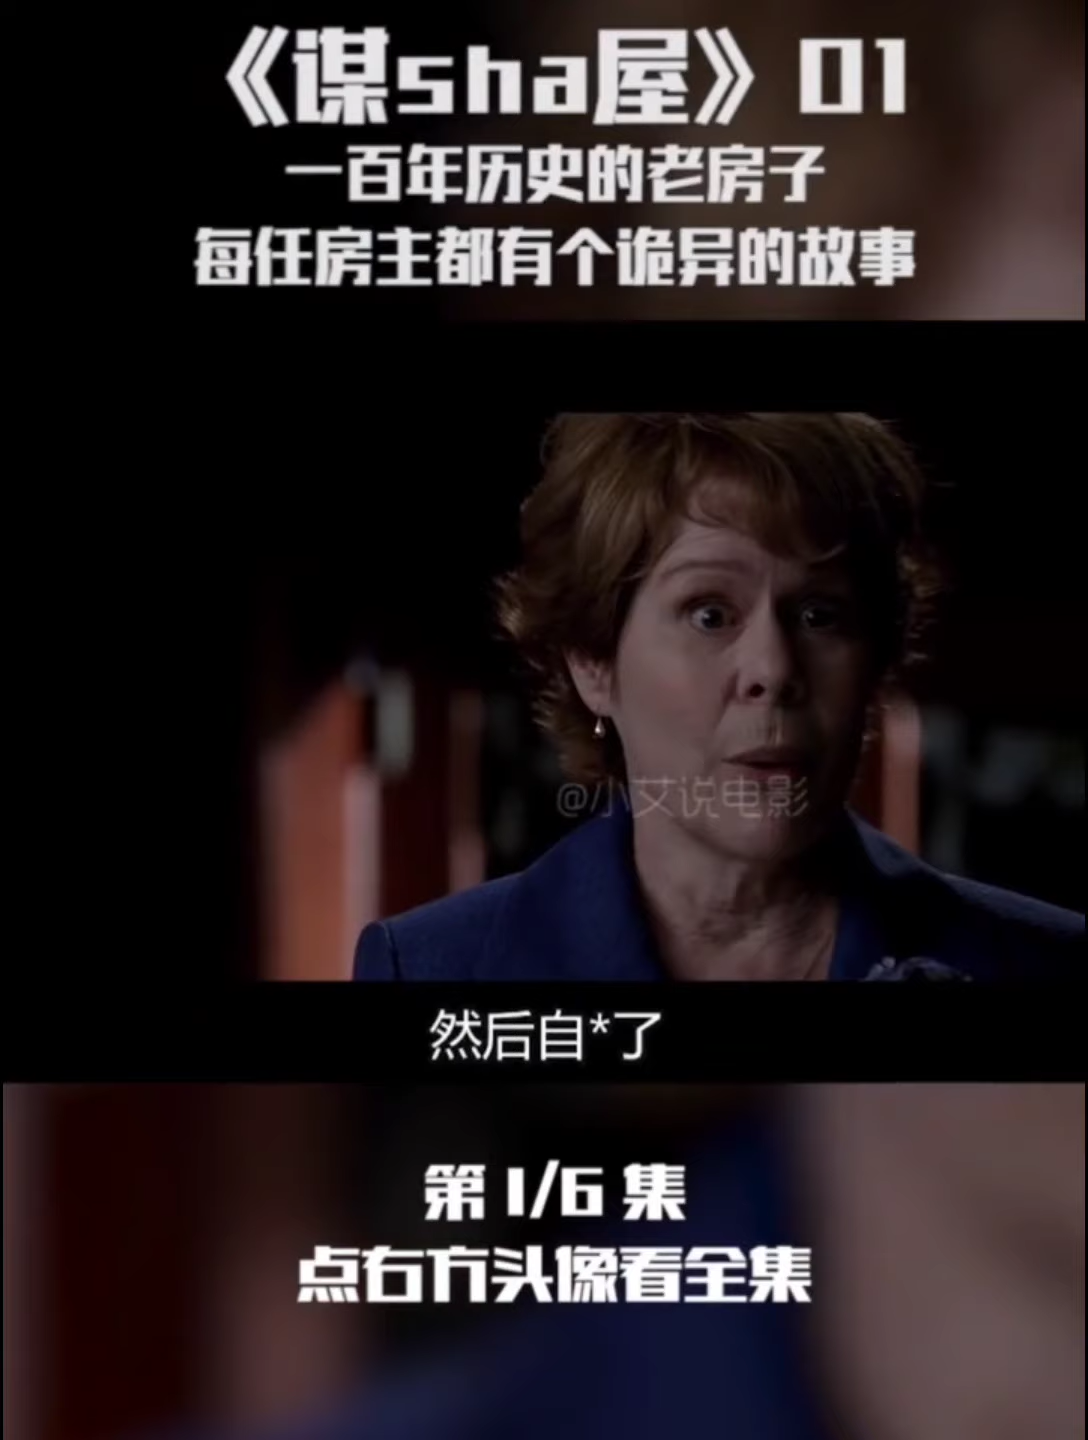 《谋sha屋》01
一百年历史的老房子
每任房主都有个诡异的故事
@小艾说电影
然后自*了
第1/6集
点右方头像看全集